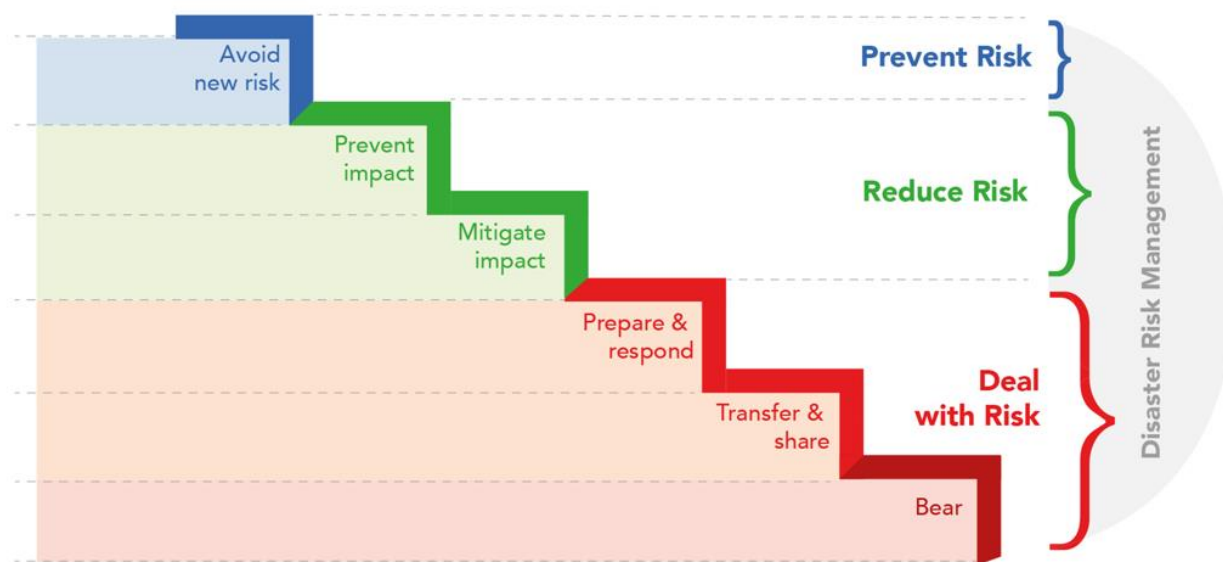 Avoid
new risk
Prevent Risk
Prevent
impact
Reduce Risk
Mitigate
impact
Prepare &
respond
Deal
with Risk
Transfer &
share
Bear
Disaster Risk Management